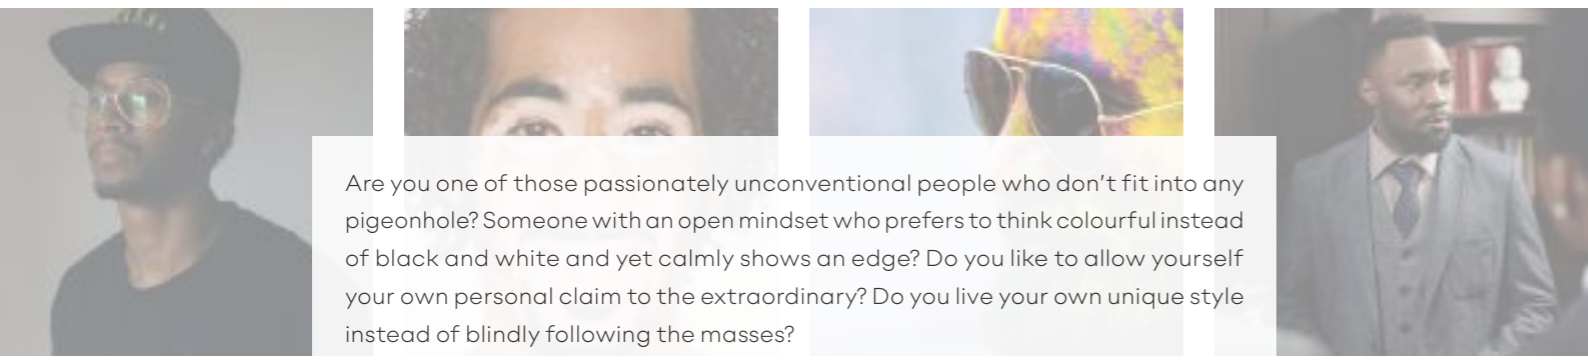 Are you one of those passionately unconventional people who don’t fit into any
pigeonhole? Someone with an open mindset who prefers to think colourful instead
of black and white and yet calmly shows an edge? Do you like to allow yourself
your own personal claim to the extraordinary? Do you live your own unique style
instead of blindly following the masses?